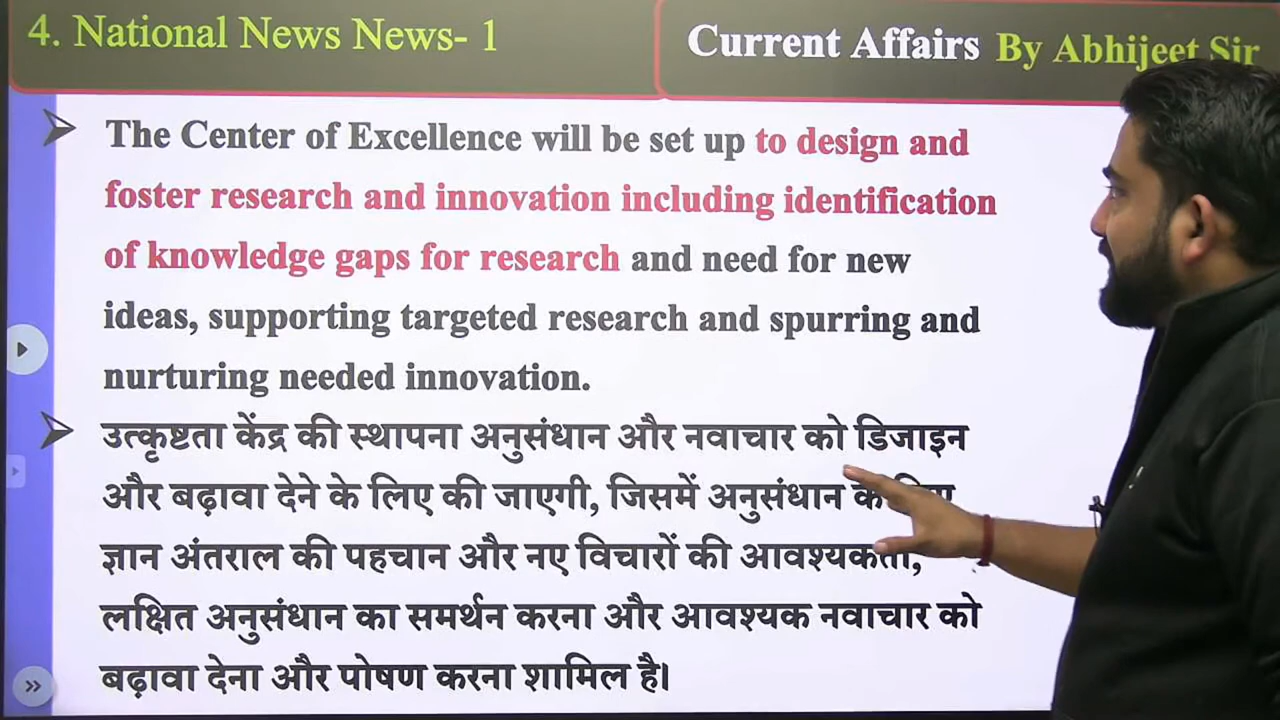 4. National News News- 1
Current Affairs By Abhijeet Sir
The Center of Excellence will be set up to design and
foster research and innovation including identification
of knowledge gaps for research and need for new
ideas, supporting targeted research and spurring and
nurturing needed innovation.
उत्कृष्टता केंद्र की स्थापना अनुसंधान और नवाचार को डिजाइन
और बढ़ावा देने के लिए की जाएगी, जिसमें अनुसंधान
ज्ञान अंतराल की पहचान और नए विचारों की आवश्यकता,
लक्षित अनुसंधान का समर्थन करना और आवश्यक नवाचार को
बढ़ावा देना और पोषण करना शामिल है।